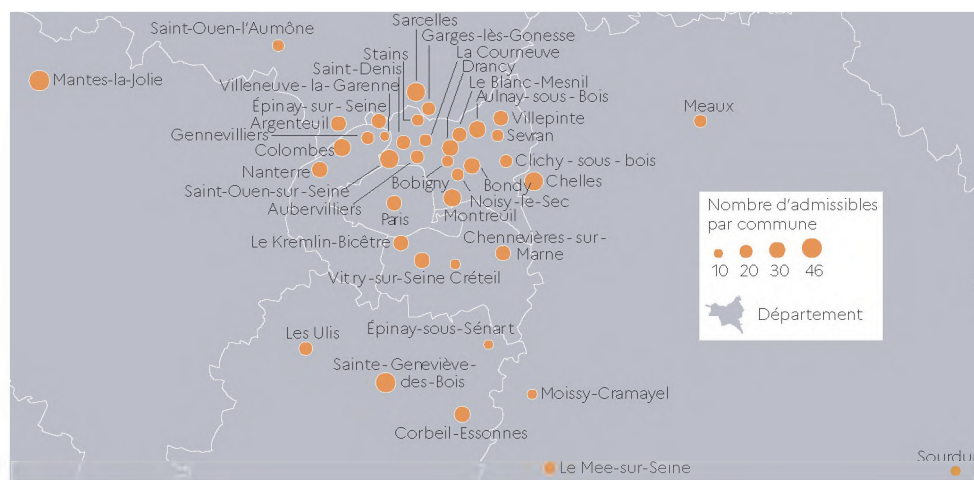 Sarcelles
Saint-Ouen-l'Aumône
Garges-lès-Gonesse
Stains
La Courneuve
Saint-Denis
Drancy
Mantes-la-Jolie
Villeneuve-la-Garenne
Le Blanc-Mesnil
Épinay-sur-Seine
Aulnay-sous-Bois
Meaux
Argenteuil
Villepinte
Gennevilliers
Sevran
Colombes
Clichy-sous-bois
Nanterre
Chelles
Saint-Ouen-sur-Seine
Bobigny
Bondy
Noisy-le-Sec
Aubervilliers
Montreuil
Paris
Le Kremlin-Bicêtre
Chennevières-sur-
Marne
Vitry-sur-Seine
Créteil
Nombre d'admissibles
par commune
10 20 30 46
Département
Les Ulis
Épinay-sous-Sénart
Sainte-Geneviève-
des-Bois
Moissy-Cramayel
Corbeil-Essonnes
Le Mee-sur-Seine